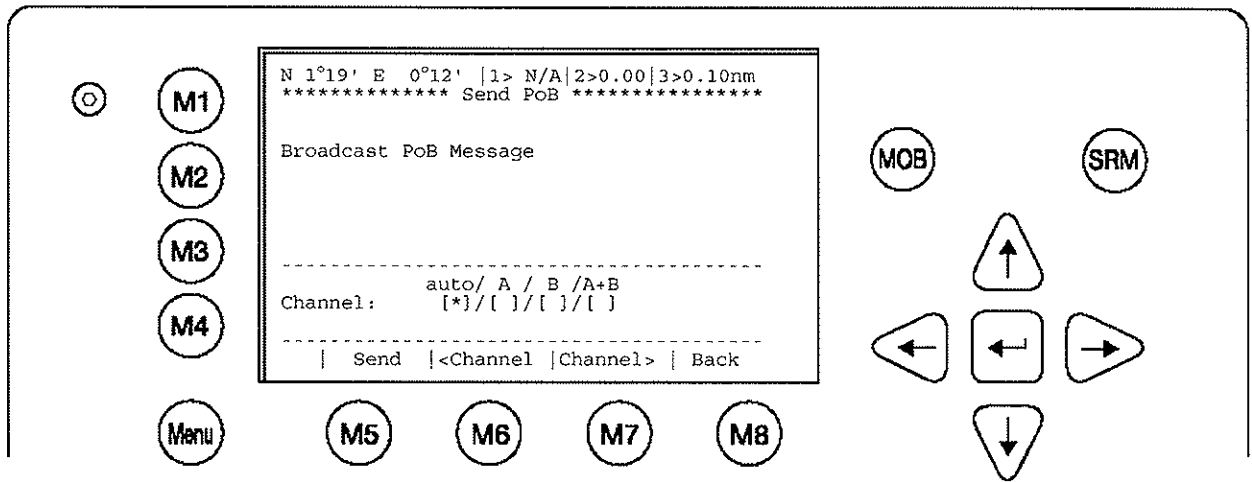 N 1°19' E 0°12' |1> N/A|2>0.00|3>0.10nm
************** Send PoB ****************
Broadcast PoB Message
auto/ A / B /A+B
Channel: [*]/[ ]/[ ]/[ ]
| Send |<Channel |Channel> | Back
M1
M2
M3
M4
Menu
M5
M6
M7
M8
MOB
SRM